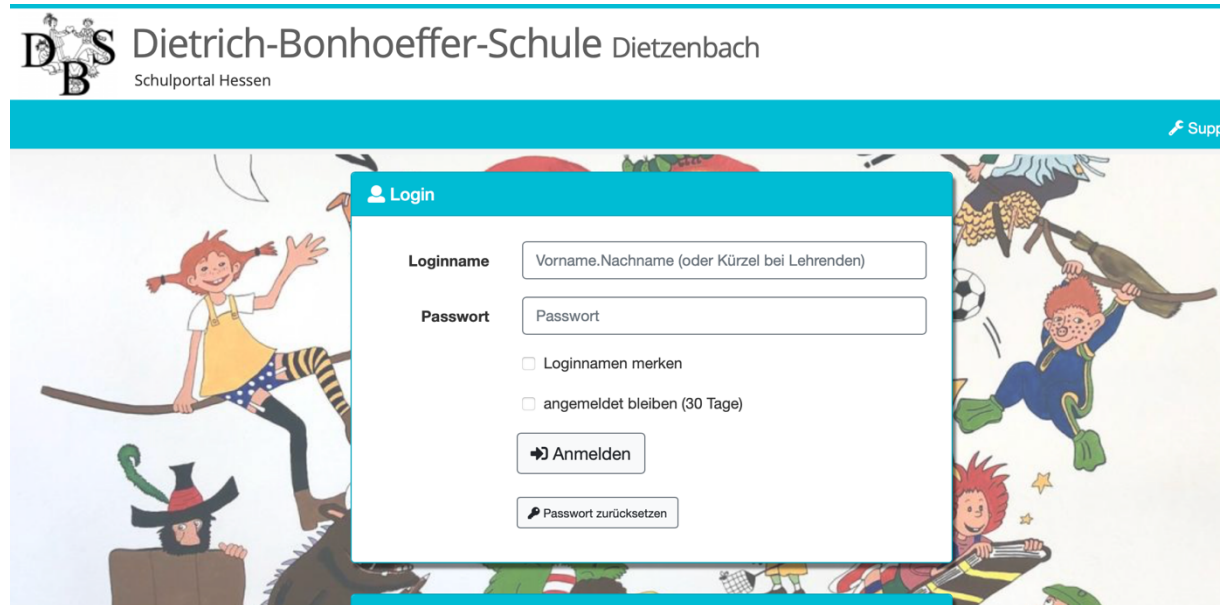 DBS
Dietrich-Bonhoeffer-Schule Dietzenbach
Schulportal Hessen
Login
Loginname
Vorname.Nachname (oder Kürzel bei Lehrenden)
Passwort
Passwort
Loginnamen merken
angemeldet bleiben (30 Tage)
Anmelden
Passwort zurücksetzen